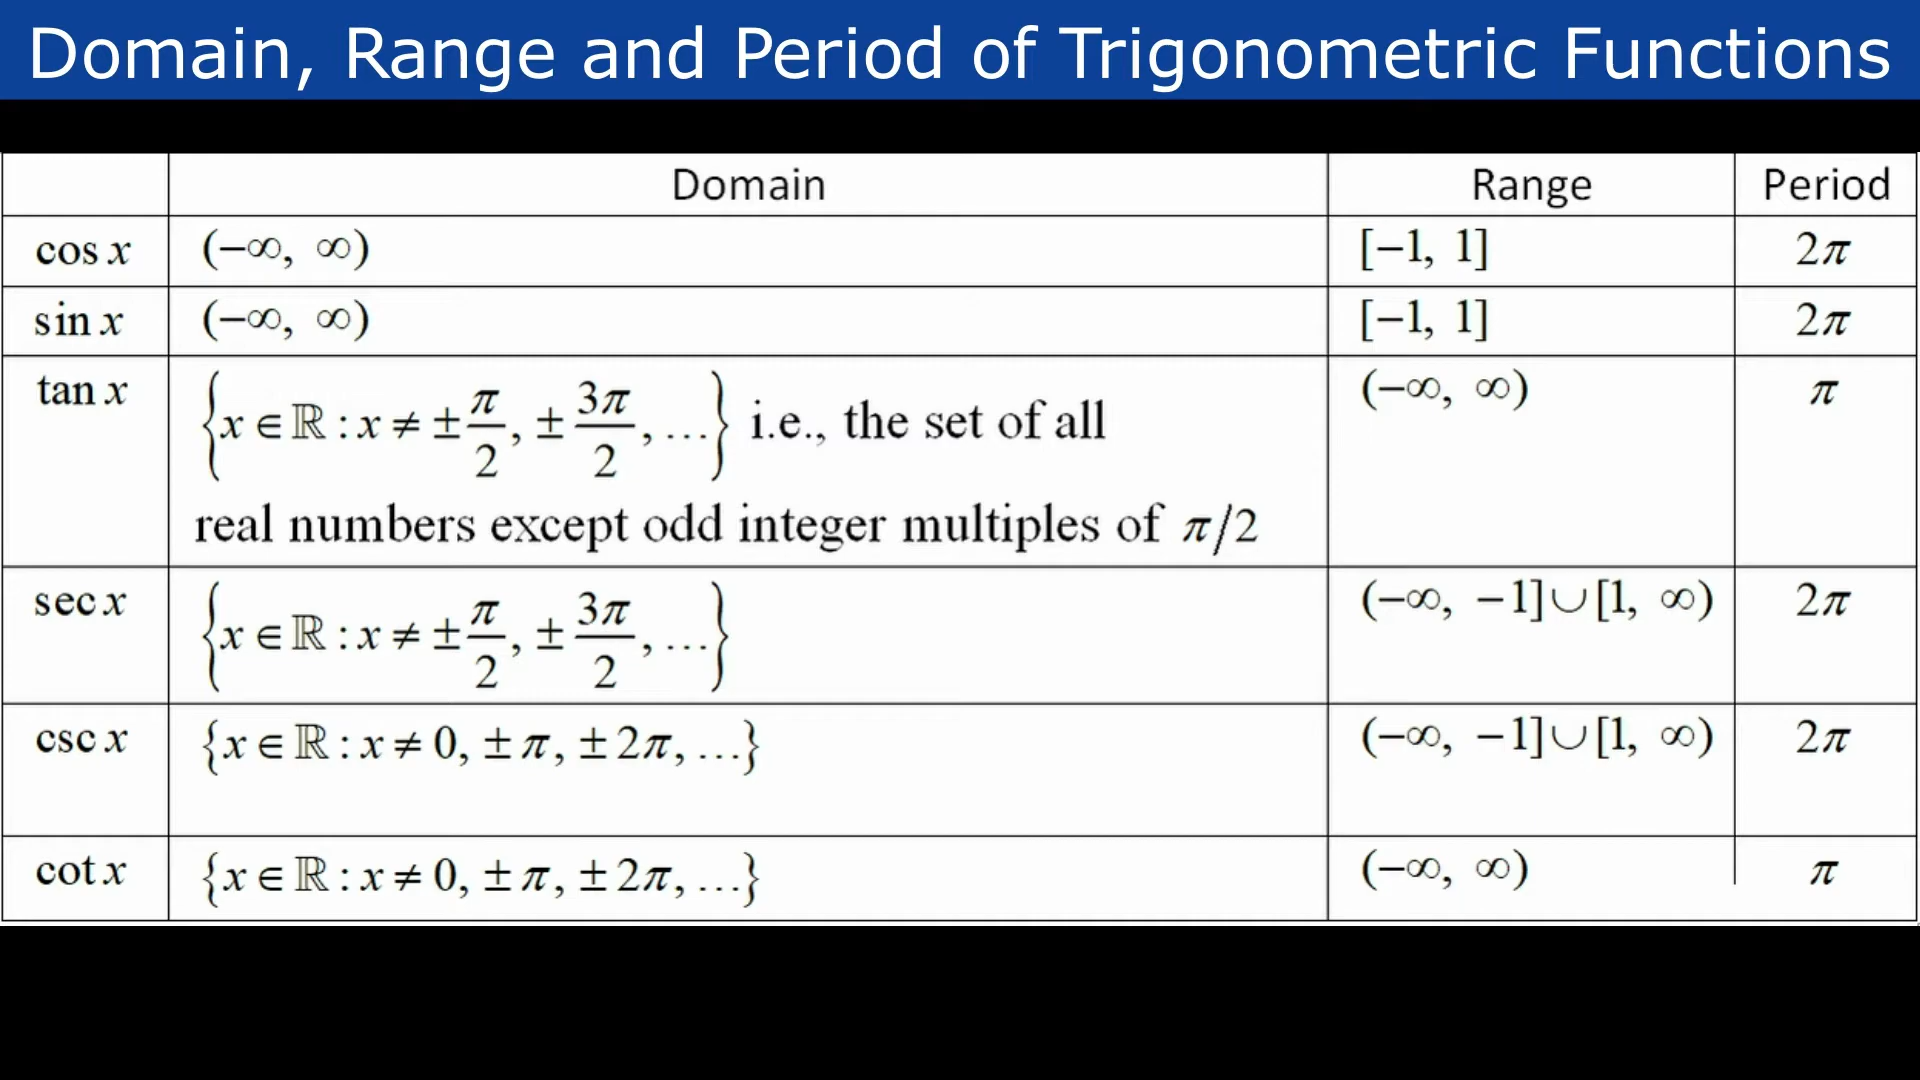 Domain, Range and Period of Trigonometric Functions
Domain Range Period
cos x (−∞, ∞) [−1, 1] 2π
sin x (−∞, ∞) [−1, 1] 2π
tan x {x ∈ ℝ : x ≠ ±π/2, ±3π/2, …} i.e., the set of all (−∞, ∞) π
real numbers except odd integer multiples of π/2
sec x {x ∈ ℝ : x ≠ ±π/2, ±3π/2, …} (−∞, −1]∪[1, ∞) 2π
csc x {x ∈ ℝ : x ≠ 0, ±π, ±2π, …} (−∞, −1]∪[1, ∞) 2π
cot x {x ∈ ℝ : x ≠ 0, ±π, ±2π, …} (−∞, ∞) π